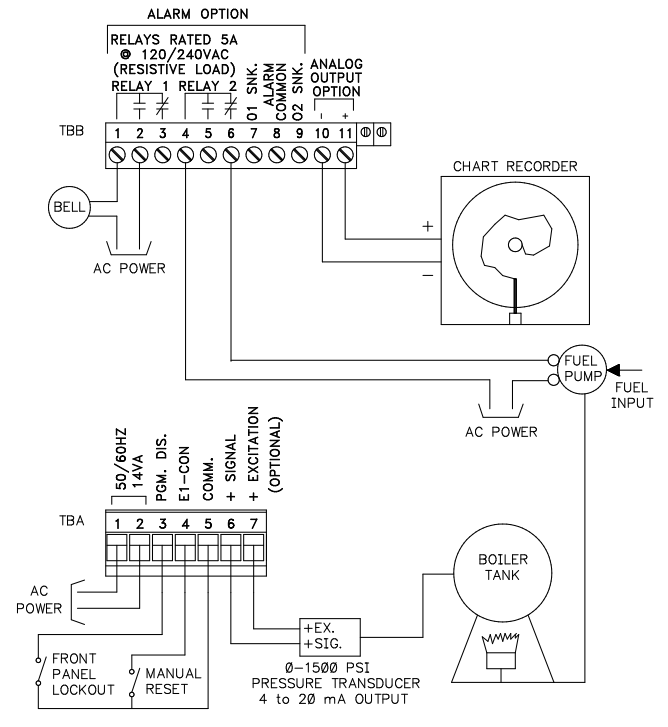 ALARM OPTION
RELAYS RATED 5A
@ 120/240VAC
(RESISTIVE LOAD)
RELAY 1 RELAY 2
O1 SNK.
ALARM
COMMON
O2 SNK.
ANALOG
OUTPUT
OPTION
- +
TBB 1 2 3 4 5 6 7 8 9 10 11
BELL
AC POWER
CHART RECORDER
+
-
FUEL
PUMP
FUEL
INPUT
AC POWER
50/60HZ
14VA
PGM. DIS.
E1-CON
COMM.
+ SIGNAL
+ EXCITATION
(OPTIONAL)
TBA 1 2 3 4 5 6 7
AC
POWER
BOILER
TANK
+EX.
+SIG.
FRONT
PANEL
LOCKOUT
MANUAL
RESET
0-1500 PSI
PRESSURE TRANSDUCER
4 to 20 mA OUTPUT